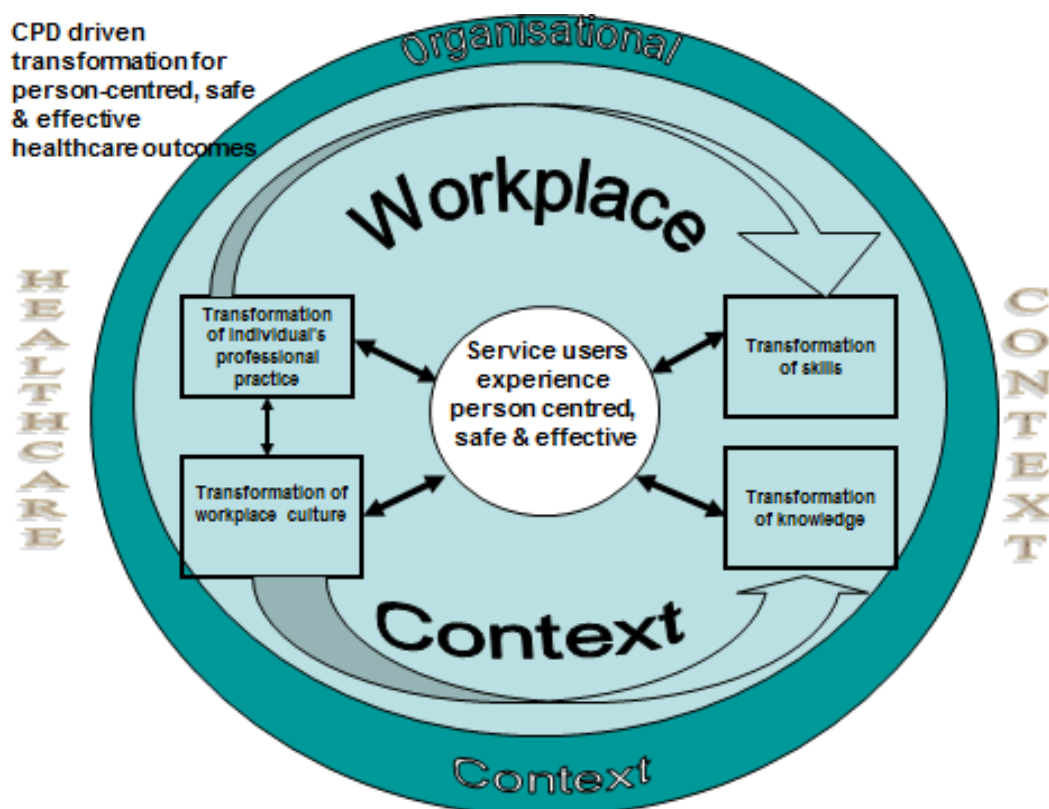 CPD driven
transformation for
person-centred, safe
& effective
healthcare outcomes
Organisational
Workplace
HEALTHCARE
CONTEXT
Transformation
of individual's
professional
practice
Service users
experience
person centred,
safe & effective
Transformation
of skills
Transformation of
workplace culture
Transformation
of knowledge
Context
Context